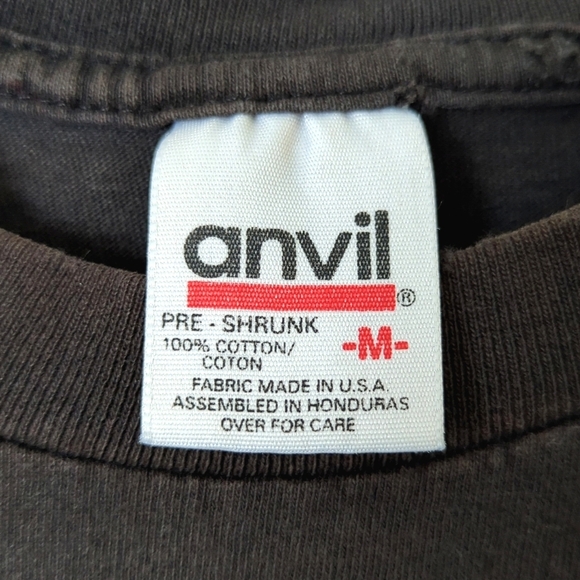 anvil®
PRE - SHRUNK
100% COTTON/
COTON
-M-
FABRIC MADE IN U.S.A.
ASSEMBLED IN HONDURAS
OVER FOR CARE